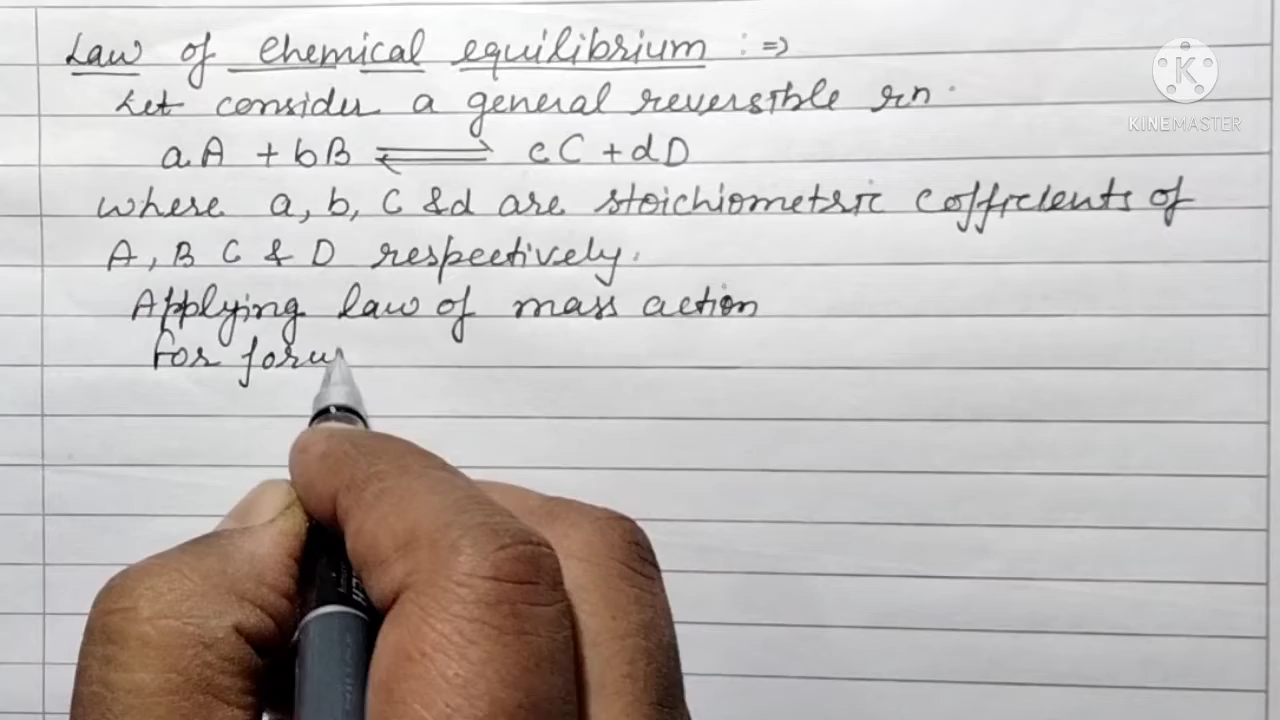 Law of chemical equilibrium :⇒
Let consider a general reversible rxn.
aA + bB ⇌ cC + dD
where a, b, c & d are stoichiometric cofficients of
A, B C & D respectively.
Applying law of mass action
For forw
K
KINEMASTER